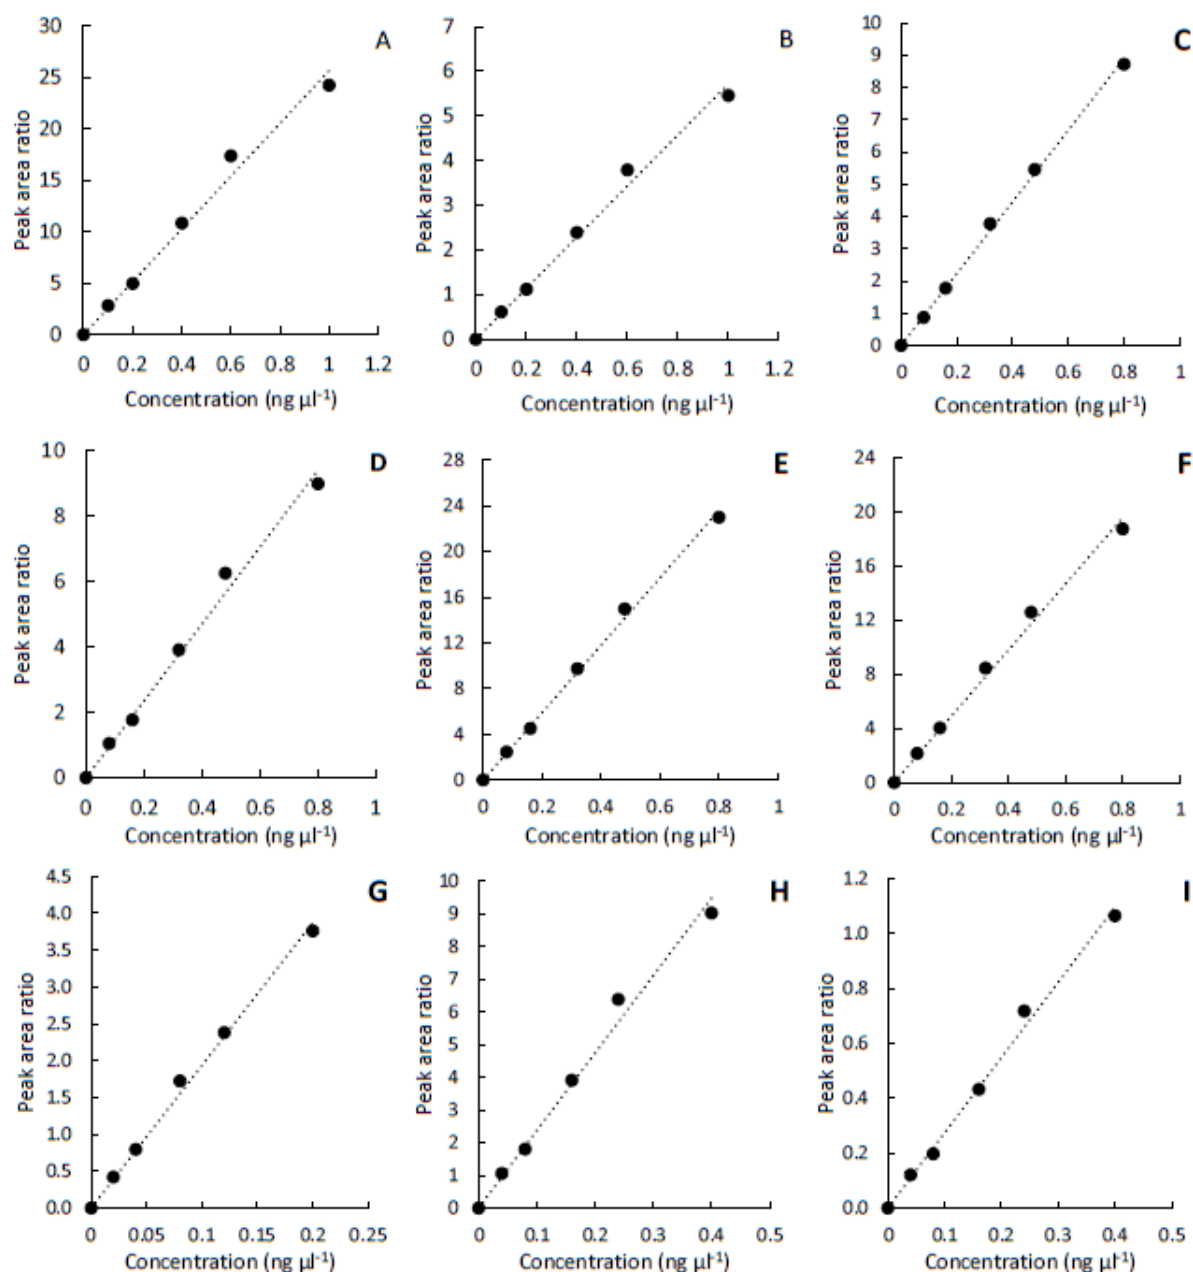 A
Peak area ratio
30
25
20
15
10
5
0
0 0.2 0.4 0.6 0.8 1 1.2
Concentration (ng µl⁻¹)
B
Peak area ratio
7
6
5
4
3
2
1
0
0 0.2 0.4 0.6 0.8 1 1.2
Concentration (ng µl⁻¹)
C
Peak area ratio
10
9
8
7
6
5
4
3
2
1
0
0 0.2 0.4 0.6 0.8 1
Concentration (ng µl⁻¹)
D
Peak area ratio
10
8
6
4
2
0
0 0.2 0.4 0.6 0.8 1
Concentration (ng µl⁻¹)
E
Peak area ratio
28
24
20
16
12
8
4
0
0 0.2 0.4 0.6 0.8 1
Concentration (ng µl⁻¹)
F
Peak area ratio
24
20
16
12
8
4
0
0 0.2 0.4 0.6 0.8 1
Concentration (ng µl⁻¹)
G
Peak area ratio
4.5
4.0
3.5
3.0
2.5
2.0
1.5
1.0
0.5
0.0
0 0.05 0.1 0.15 0.2 0.25
Concentration (ng µl⁻¹)
H
Peak area ratio
10
9
8
7
6
5
4
3
2
1
0
0 0.1 0.2 0.3 0.4 0.5
Concentration (ng µl⁻¹)
I
Peak area ratio
1.2
1.0
0.8
0.6
0.4
0.2
0.0
0 0.1 0.2 0.3 0.4 0.5
Concentration (ng µl⁻¹)